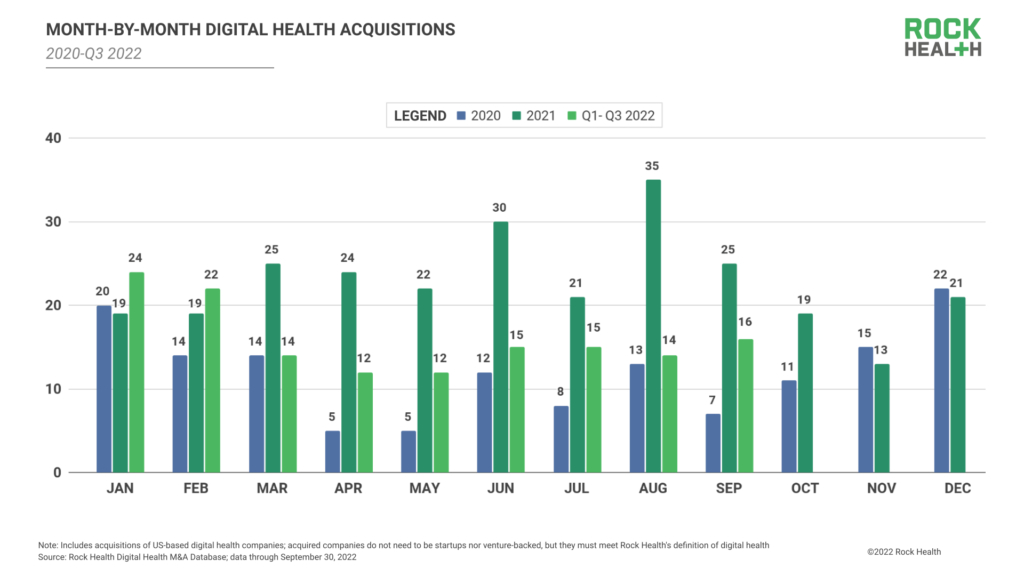 MONTH-BY-MONTH DIGITAL HEALTH ACQUISITIONS
2020-Q3 2022
ROCK
HEALTH
LEGEND 2020 2021 Q1- Q3 2022
40
30
20
10
0
20 19 24
14 19 22
14 25 14
5 24 12
5 22 12
12 30 15
8 21 15
13 35 14
7 25 16
11 19
15 13
22 21
JAN FEB MAR APR MAY JUN JUL AUG SEP OCT NOV DEC
Note: Includes acquisitions of US-based digital health companies; acquired companies do not need to be startups nor venture-backed, but they must meet Rock Health's definition of digital health
Source: Rock Health Digital Health M&A Database; data through September 30, 2022
©2022 Rock Health